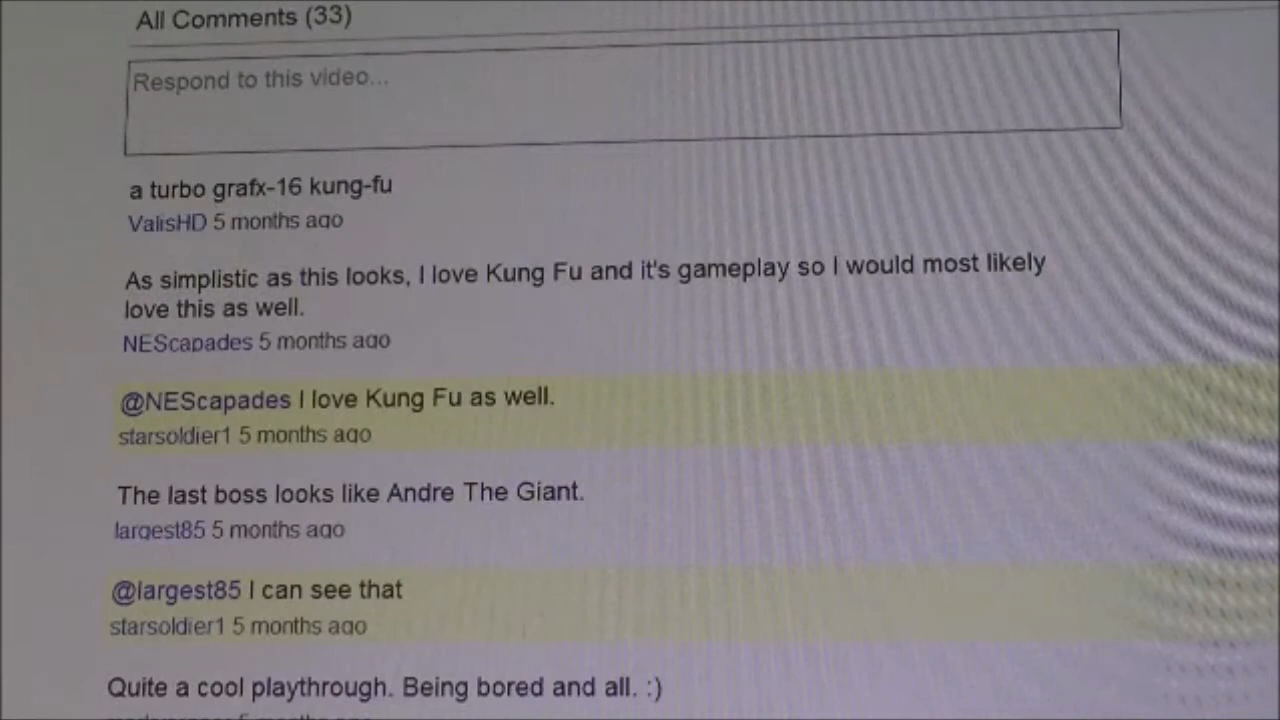 All Comments (33)
Respond to this video...
a turbo grafx-16 kung-fu
ValisHD 5 months ago
As simplistic as this looks, I love Kung Fu and it's gameplay so I would most likely
love this as well.
NEScapades 5 months ago
@NEScapades I love Kung Fu as well.
starsoldier1 5 months ago
The last boss looks like Andre The Giant.
largest85 5 months ago
@largest85 I can see that
starsoldier1 5 months ago
Quite a cool playthrough. Being bored and all. :)
5 months ago